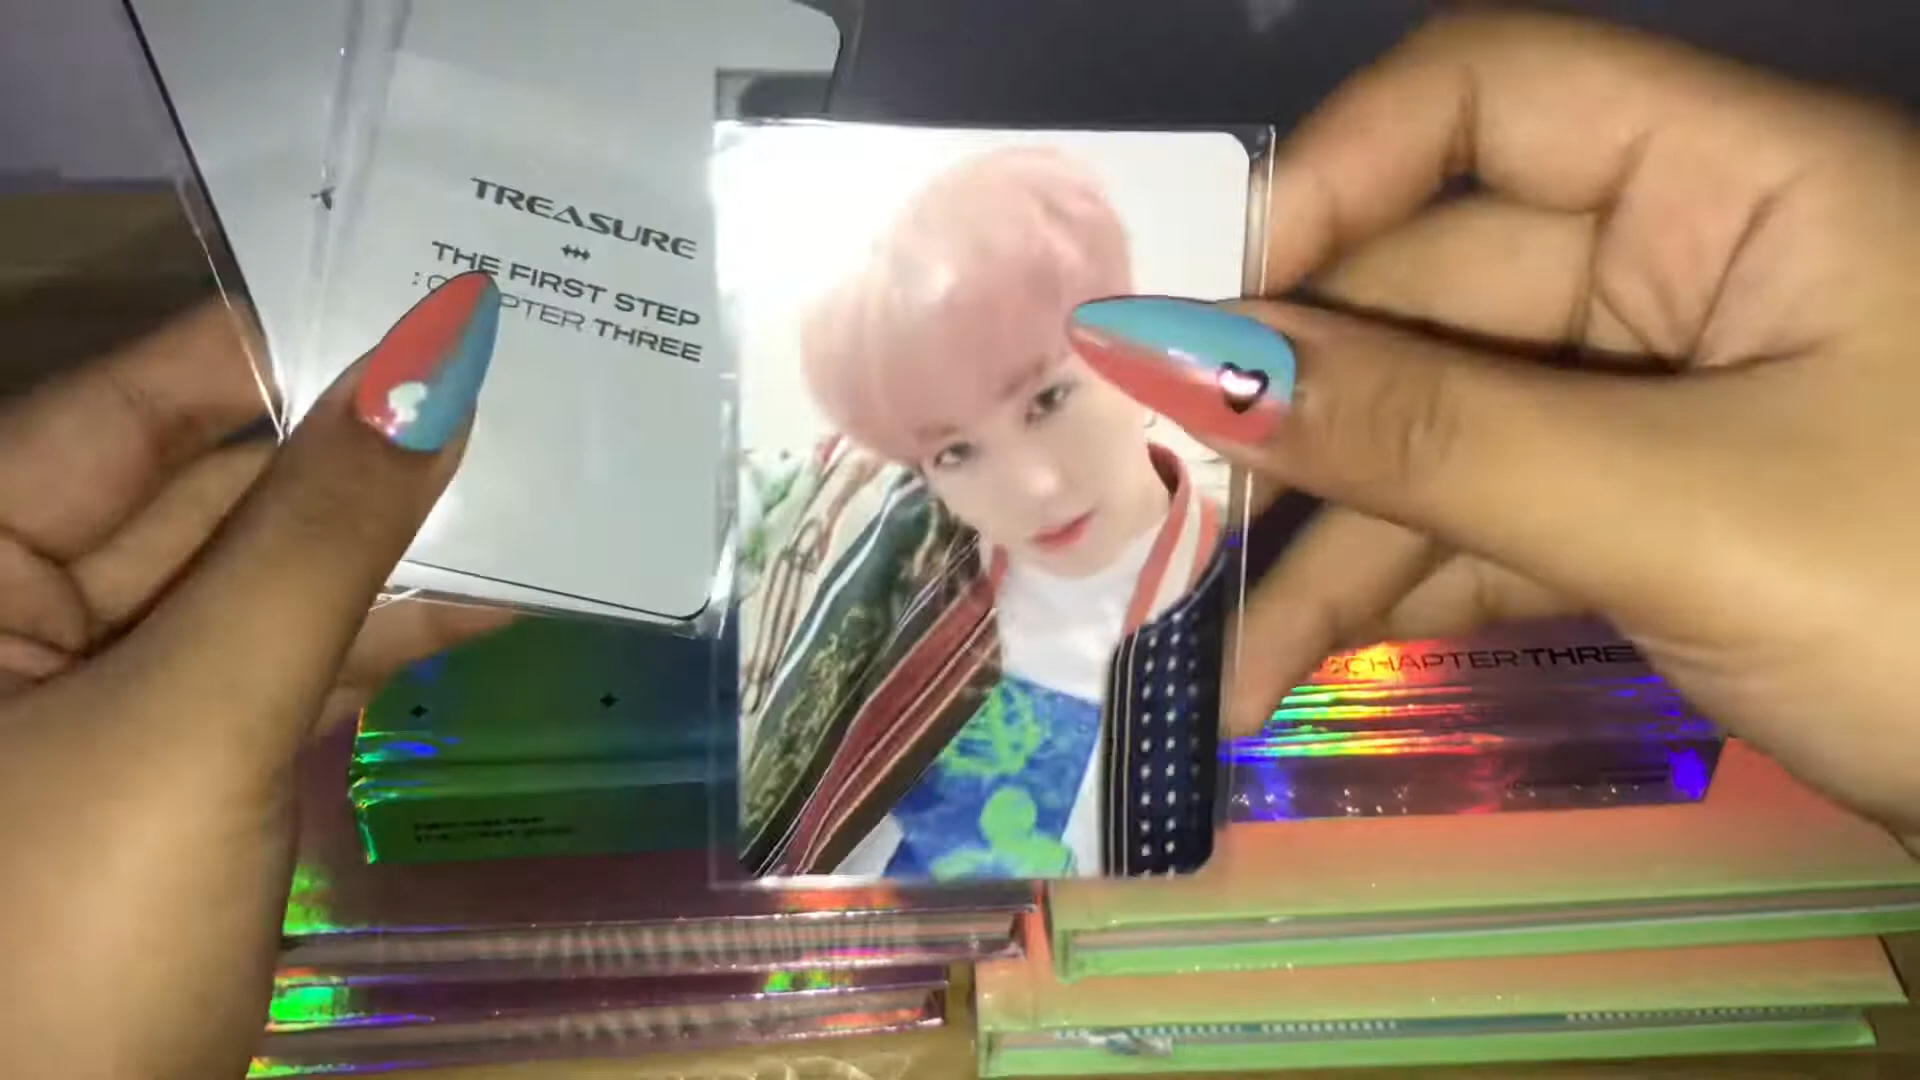 TREASURE
THE FIRST STEP
: CHAPTER THREE
: CHAPTER THREE